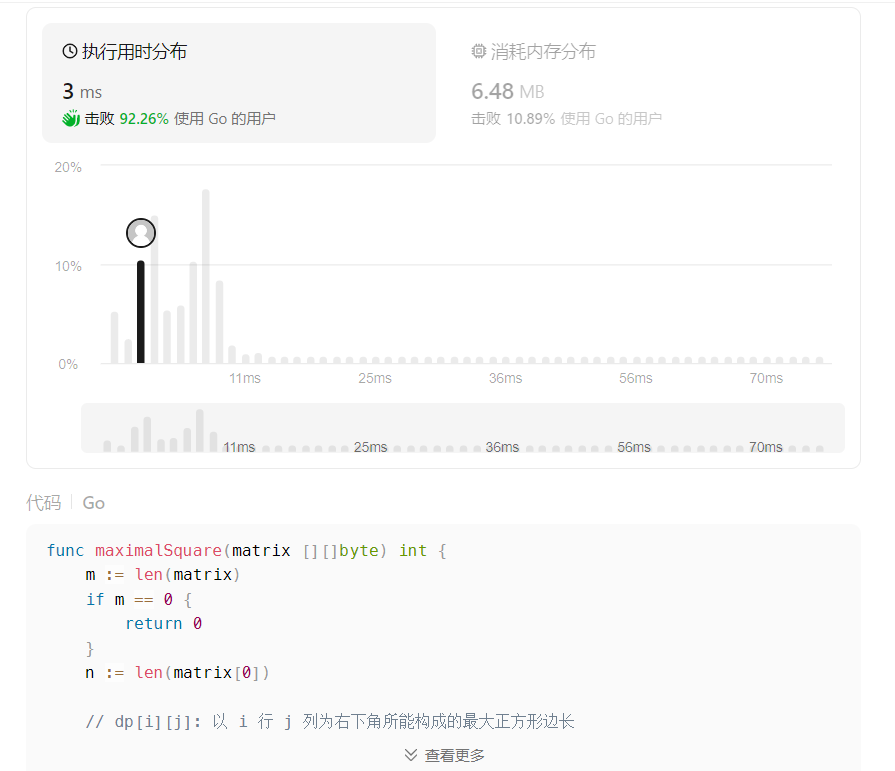 执行用时分布
3 ms
击败 92.26% 使用 Go 的用户
消耗内存分布
6.48 MB
击败 10.89% 使用 Go 的用户
20%
10%
0%
11ms 25ms 36ms 56ms 70ms
11ms 25ms 36ms 56ms 70ms
代码 Go
func maximalSquare(matrix [][]byte) int {
    m := len(matrix)
    if m == 0 {
        return 0
    }
    n := len(matrix[0])
    // dp[i][j]: 以 i 行 j 列为右下角所能构成的最大正方形边长
查看更多